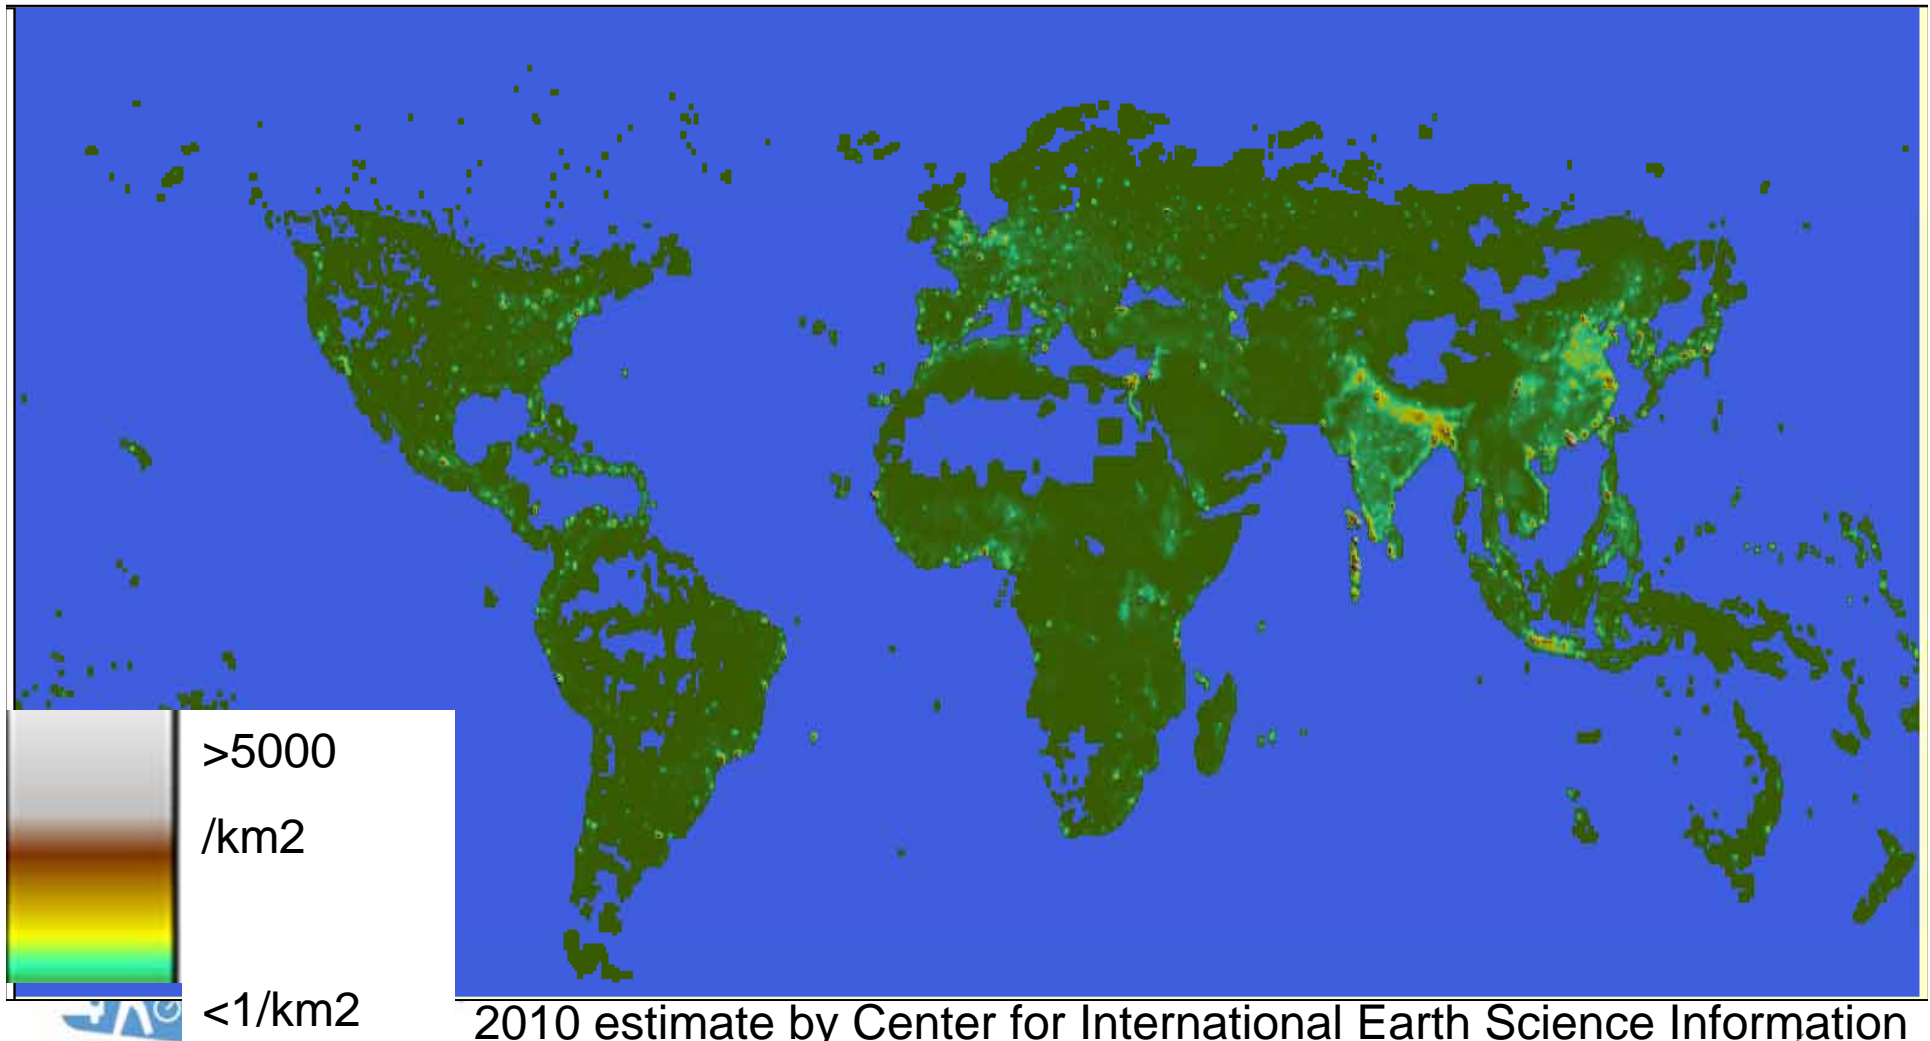 >5000
/km2
<1/km2
2010 estimate by Center for International Earth Science Information